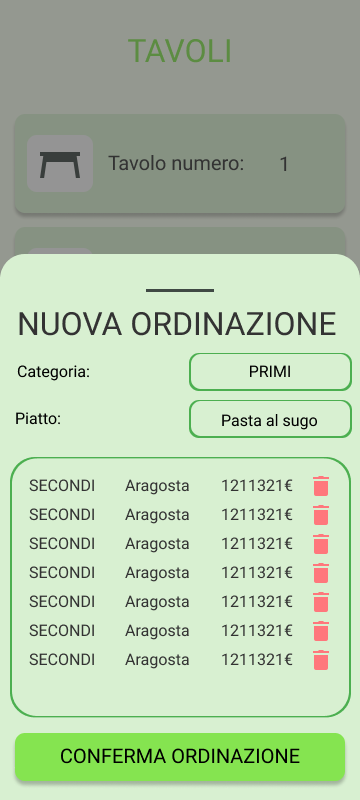 TAVOLI
Tavolo numero: 1
NUOVA ORDINAZIONE
Categoria: PRIMI
Piatto: Pasta al sugo
SECONDI Aragosta 1211321€
SECONDI Aragosta 1211321€
SECONDI Aragosta 1211321€
SECONDI Aragosta 1211321€
SECONDI Aragosta 1211321€
SECONDI Aragosta 1211321€
SECONDI Aragosta 1211321€
CONFERMA ORDINAZIONE